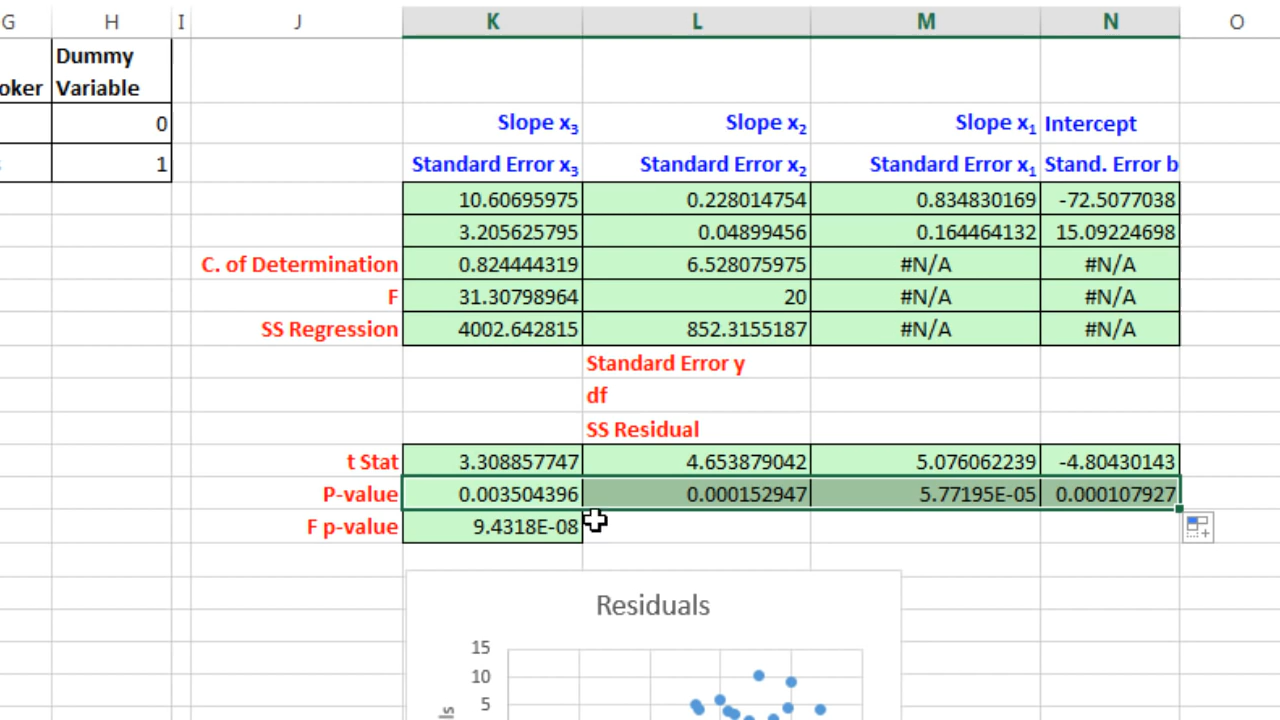 G H I J K L M N O
Dummy
oker Variable
0
Slope x₃ Slope x₂ Slope x₁ Intercept
1 Standard Error x₃ Standard Error x₂ Standard Error x₁ Stand. Error b
10.60695975 0.228014754 0.834830169 -72.5077038
3.205625795 0.04899456 0.164464132 15.09224698
C. of Determination 0.824444319 6.528075975 #N/A #N/A
F 31.30798964 20 #N/A #N/A
SS Regression 4002.642815 852.3155187 #N/A #N/A
Standard Error y
df
SS Residual
t Stat 3.308857747 4.653879042 5.076062239 -4.80430143
P-value 0.003504396 0.000152947 5.77195E-05 0.000107927
F p-value 9.4318E-08
Residuals
15
10
5
ls